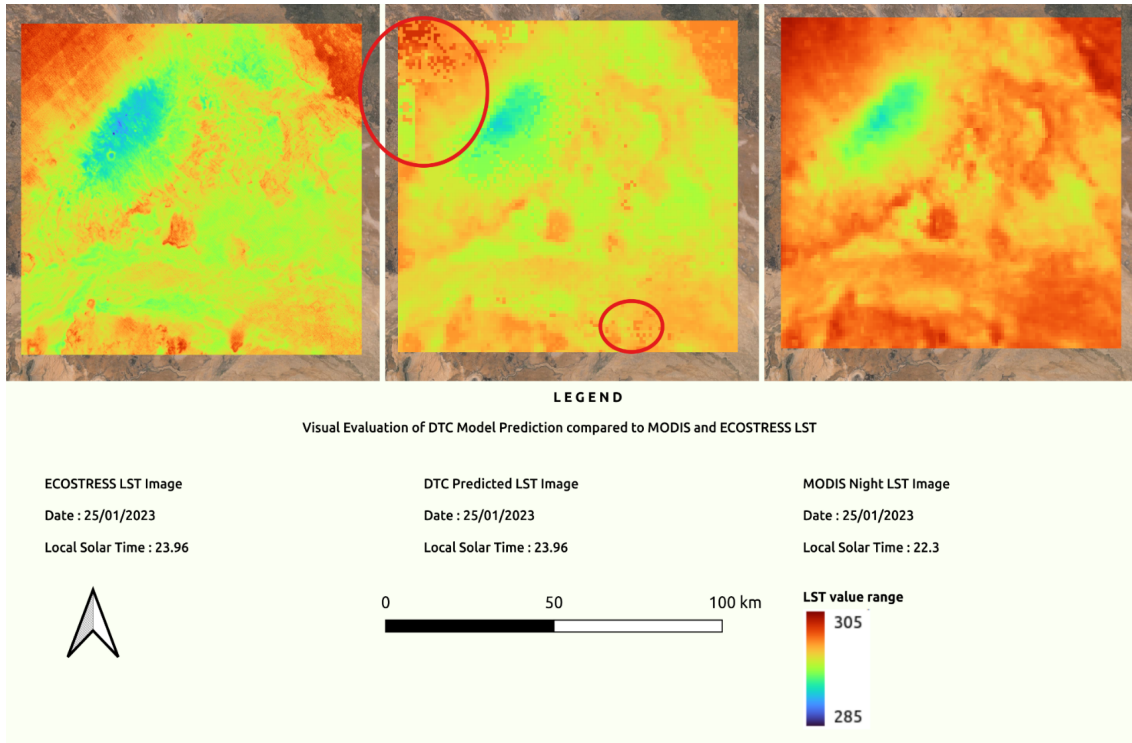 LEGEND
Visual Evaluation of DTC Model Prediction compared to MODIS and ECOSTRESS LST
ECOSTRESS LST Image
Date : 25/01/2023
Local Solar Time : 23.96
DTC Predicted LST Image
Date : 25/01/2023
Local Solar Time : 23.96
MODIS Night LST Image
Date : 25/01/2023
Local Solar Time : 22.3
0 50 100 km
LST value range
305
285